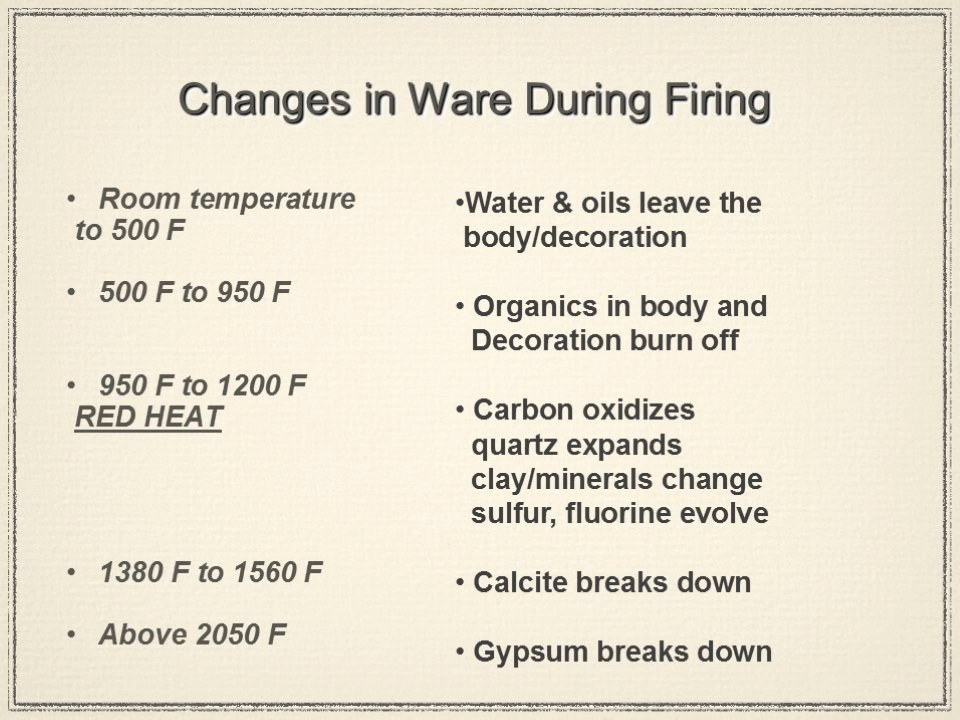 Changes in Ware During Firing
• Room temperature
to 500 F
• 500 F to 950 F
• 950 F to 1200 F
RED HEAT
• 1380 F to 1560 F
• Above 2050 F
•Water & oils leave the
body/decoration
• Organics in body and
Decoration burn off
• Carbon oxidizes
quartz expands
clay/minerals change
sulfur, fluorine evolve
• Calcite breaks down
• Gypsum breaks down